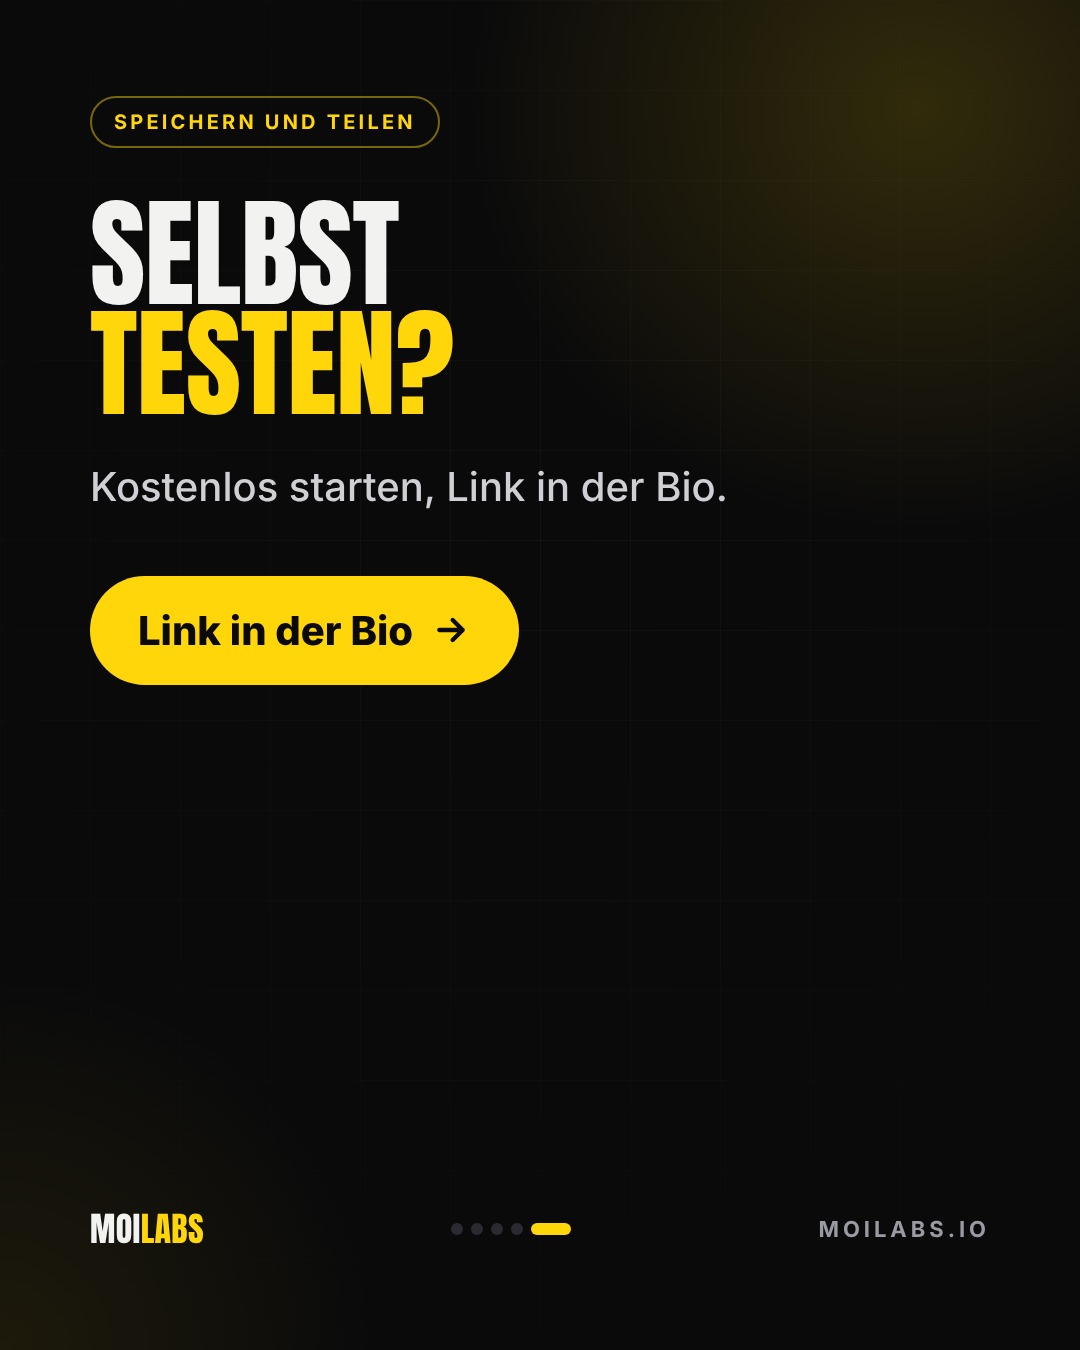 SPEICHERN UND TEILEN
SELBST
TESTEN?
Kostenlos starten, Link in der Bio.
Link in der Bio →
MOILABS
MOILABS.IO